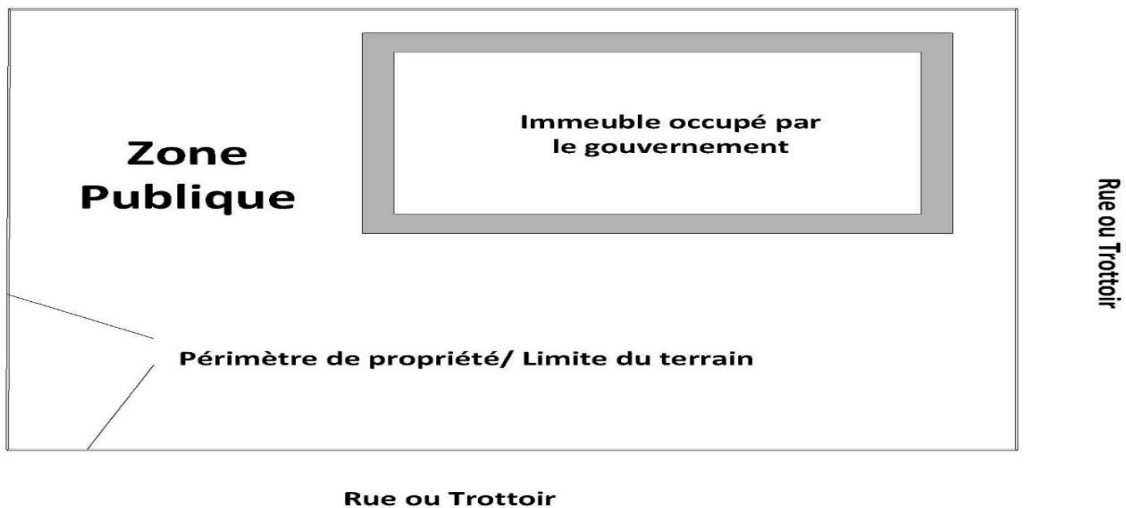 Immeuble occupé par
le gouvernement
Zone
Publique
Rue ou Trottoir
Périmètre de propriété/ Limite du terrain
Rue ou Trottoir